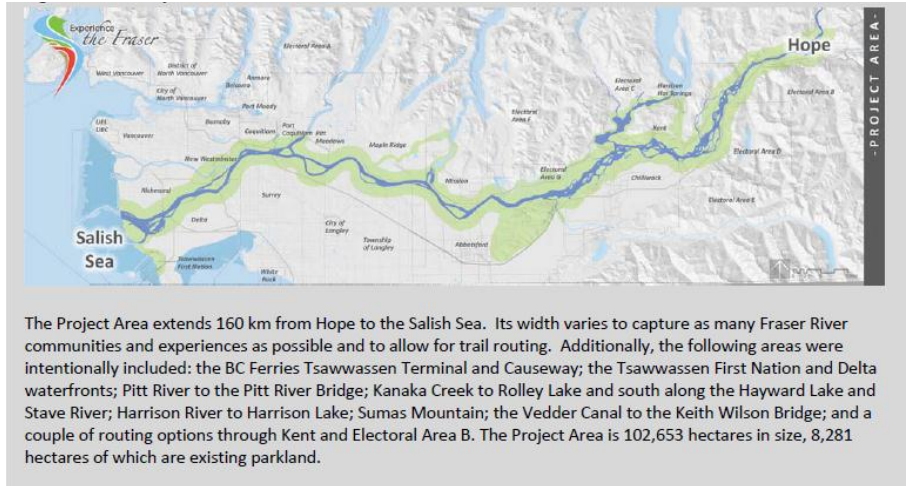 Experience
the Fraser
Hope
- PROJECT AREA -
Electoral Area A
West Vancouver
District of
North Vancouver
City of
North Vancouver
Anmore
Belcarra
Port Moody
Electoral
Area C
Harrison
Hot Springs
Electoral Area B
UEL
UBC
Vancouver
Burnaby
Coquitlam
Port
Coquitlam
Pitt
Meadows
Maple Ridge
Electoral
Area F
Kent
New Westminster
Mission
Electoral
Area G
Chilliwack
Electoral Area D
Richmond
Surrey
Electoral Area E
Delta
City of
Langley
Township
of Langley
Abbotsford
Salish
Sea
Tsawwassen
First Nation
White
Rock
The Project Area extends 160 km from Hope to the Salish Sea. Its width varies to capture as many Fraser River
communities and experiences as possible and to allow for trail routing. Additionally, the following areas were
intentionally included: the BC Ferries Tsawwassen Terminal and Causeway; the Tsawwassen First Nation and Delta
waterfronts; Pitt River to the Pitt River Bridge; Kanaka Creek to Rolley Lake and south along the Hayward Lake and
Stave River; Harrison River to Harrison Lake; Sumas Mountain; the Vedder Canal to the Keith Wilson Bridge; and a
couple of routing options through Kent and Electoral Area B. The Project Area is 102,653 hectares in size, 8,281
hectares of which are existing parkland.